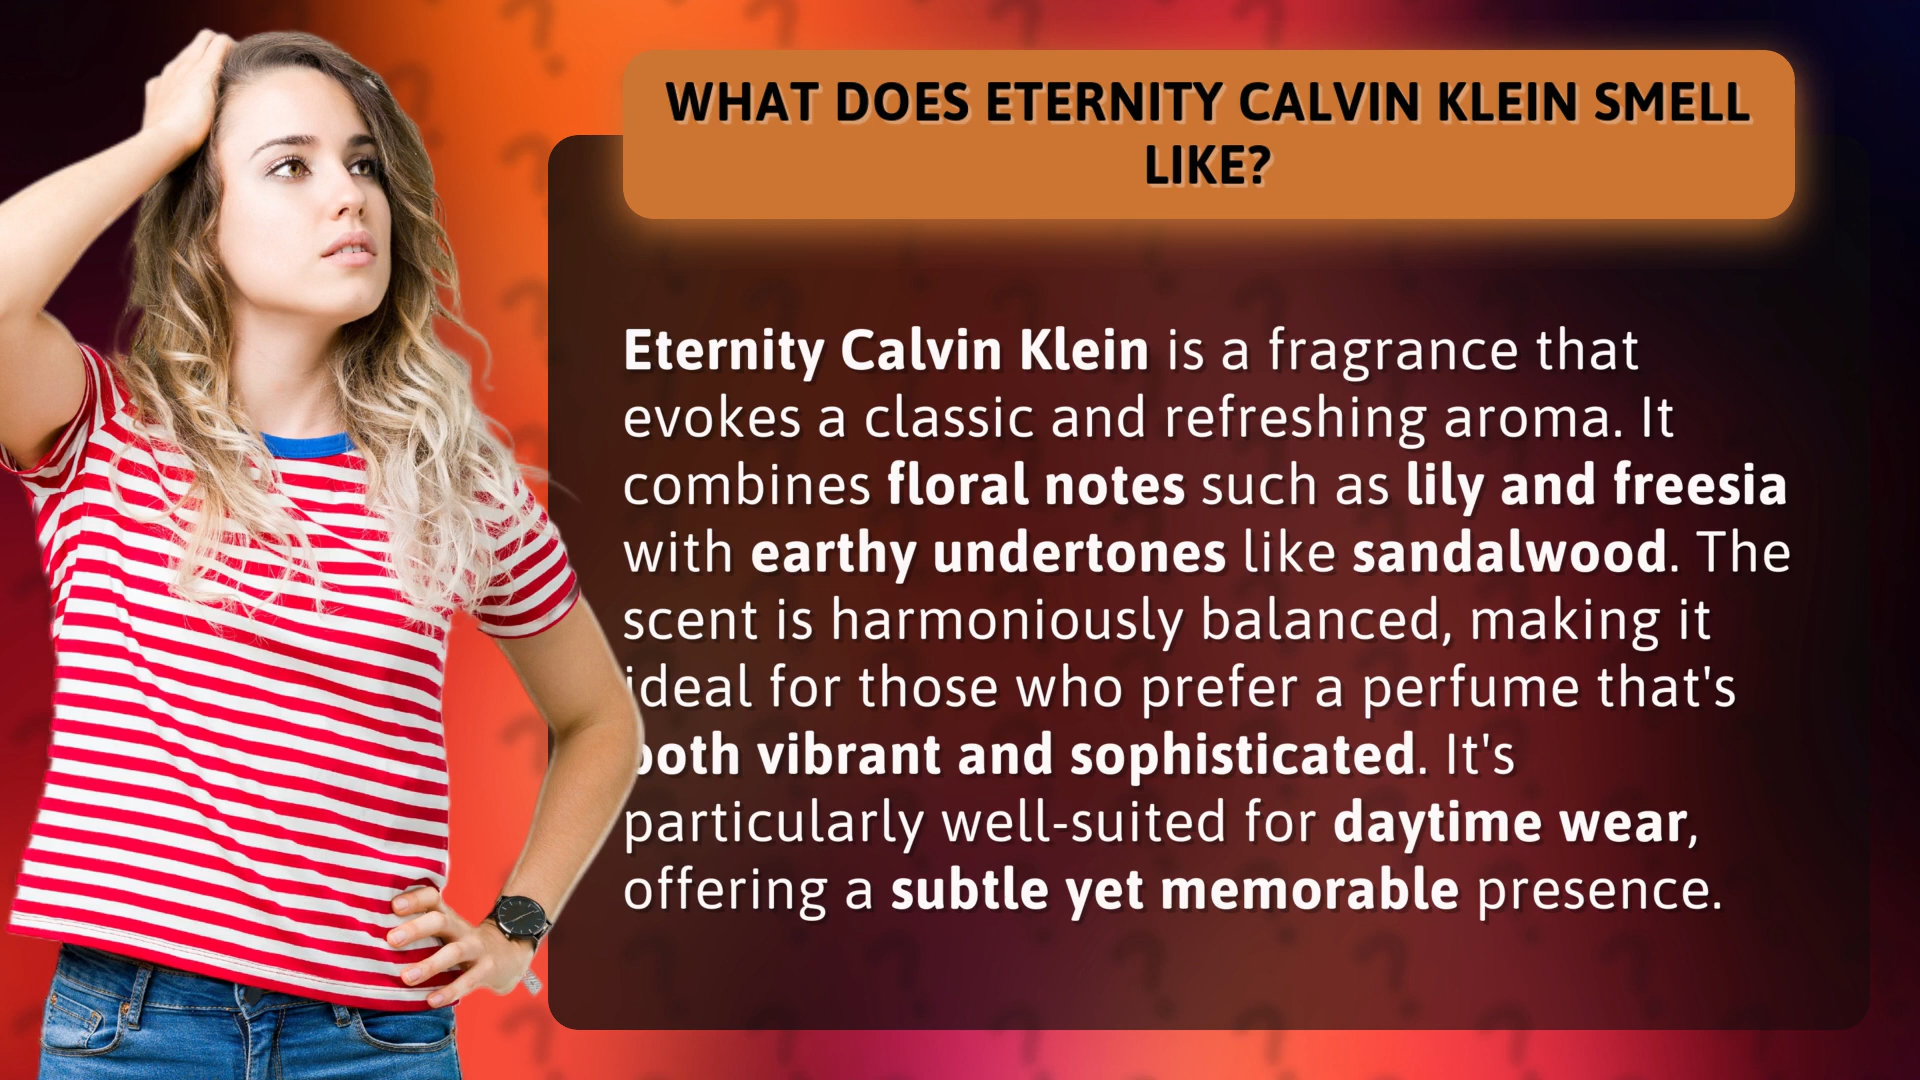 WHAT DOES ETERNITY CALVIN KLEIN SMELL
LIKE?
Eternity Calvin Klein is a fragrance that
evokes a classic and refreshing aroma. It
combines floral notes such as lily and freesia
with earthy undertones like sandalwood. The
scent is harmoniously balanced, making it
ideal for those who prefer a perfume that's
both vibrant and sophisticated. It's
particularly well-suited for daytime wear,
offering a subtle yet memorable presence.